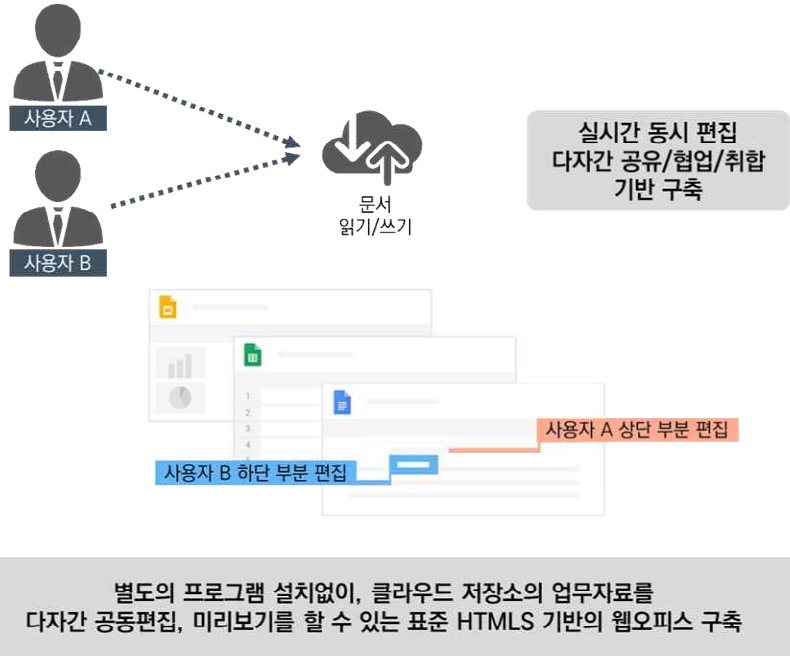 사용자 A
사용자 B
문서
읽기/쓰기
실시간 동시 편집
다자간 공유/협업/취합
기반 구축
1
2
3
4
사용자 A 상단 부분 편집
사용자 B 하단 부분 편집
별도의 프로그램 설치없이, 클라우드 저장소의 업무자료를
다자간 공동편집, 미리보기를 할 수 있는 표준 HTMLS 기반의 웹오피스 구축